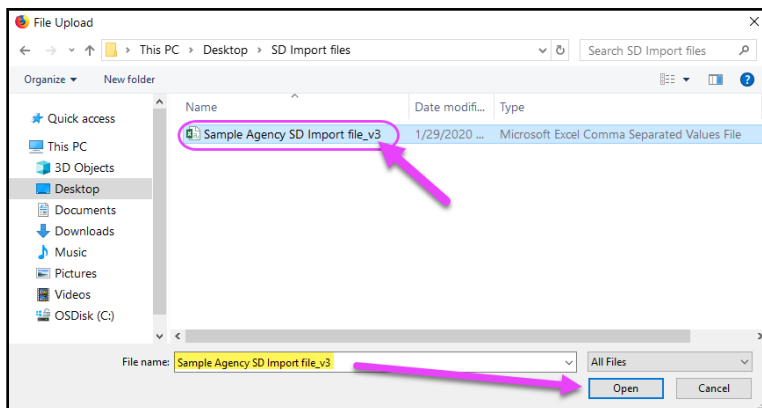 File Upload
This PC > Desktop > SD Import files
Search SD Import files
Organize
New folder
Name
Date modifi...
Type
Quick access
Sample Agency SD Import file_v3
1/29/2020 ...
Microsoft Excel Comma Separated Values File
This PC
3D Objects
Desktop
Documents
Downloads
Music
Pictures
Videos
OSDisk (C:)
File name:
Sample Agency SD Import file_v3
All Files
Open
Cancel